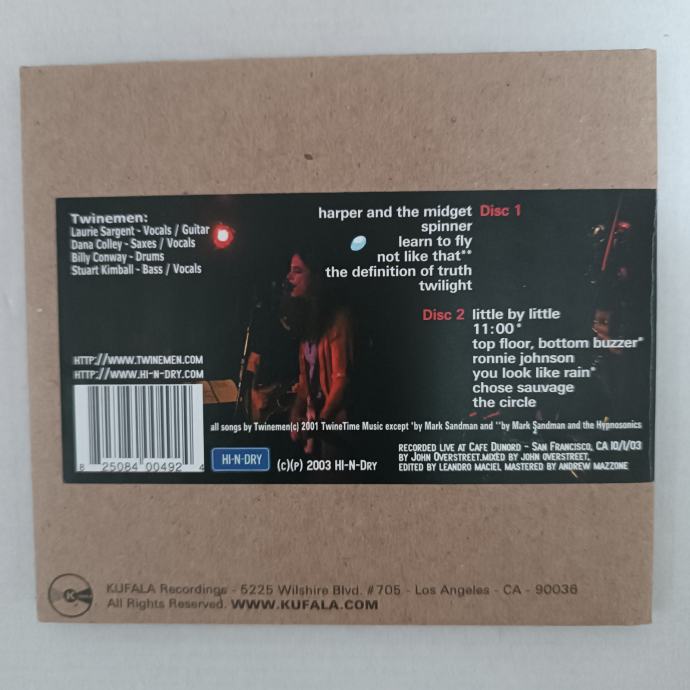 Twinemen:
Laurie Sargent - Vocals / Guitar
Dana Colley - Saxes / Vocals
Billy Conway - Drums
Stuart Kimball - Bass / Vocals
harper and the midget Disc 1
spinner
learn to fly
not like that**
the definition of truth
twilight
Disc 2 little by little
11:00*
top floor, bottom buzzer*
ronnie johnson
you look like rain*
chose sauvage
the circle
HTTP://WWW.TWINEMEN.COM
HTTP://WWW.HI-N-DRY.COM
all songs by Twinemen(c) 2001 TwineTime Music except *by Mark Sandman and **by Mark Sandman and the Hypnosonics
8 25084 00492 4
HI-N-DRY
(C)(P) 2003 HI-N-DRY
RECORDED LIVE AT CAFE DUNORD - SAN FRANCISCO, CA 10/1/03
BY JOHN OVERSTREET.MIXED BY JOHN OVERSTREET.
EDITED BY LEANDRO MACIEL MASTERED BY ANDREW MAZZONE
K
KUFALA Recordings - 5225 Wilshire Blvd. #705 - Los Angeles - CA - 90036
All Rights Reserved. WWW.KUFALA.COM